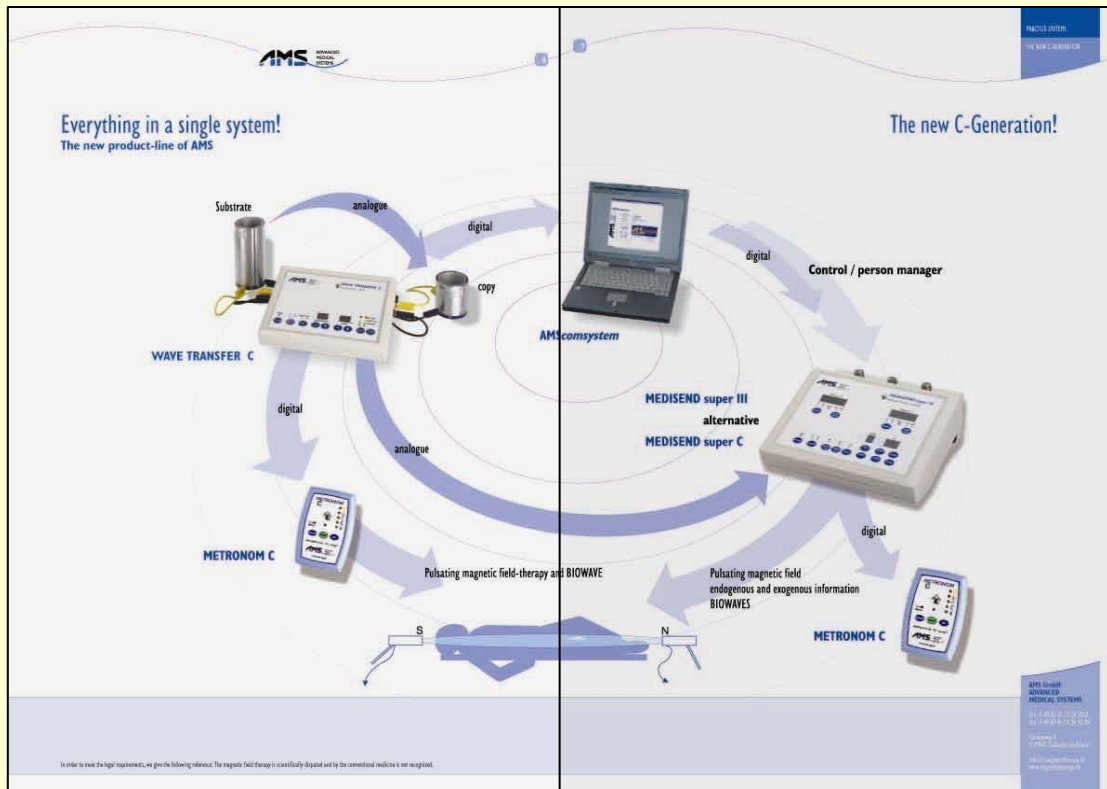 AMS ADVANCED
MEDICAL
SYSTEMS
PRACTICE SYSTEMS
THE NEW C-GENERATION
Everything in a single system!
The new product-line of AMS
The new C-Generation!
Substrate
analogue
digital
digital
Control / person manager
copy
AMScomsystem
WAVE TRANSFER C
digital
MEDISEND super III
alternative
MEDISEND super C
analogue
METRONOM C
digital
Pulsating magnetic field-therapy and BIOWAVE
Pulsating magnetic field
endogenous and exogenous information
BIOWAVES
METRONOM C
S
N
AMS GmbH
ADVANCED
MEDICAL SYSTEMS
In order to meet the legal requirements, we give the following reference: The magnetic field therapy is scientifically disputed and by the conventional medicine is not recognized.